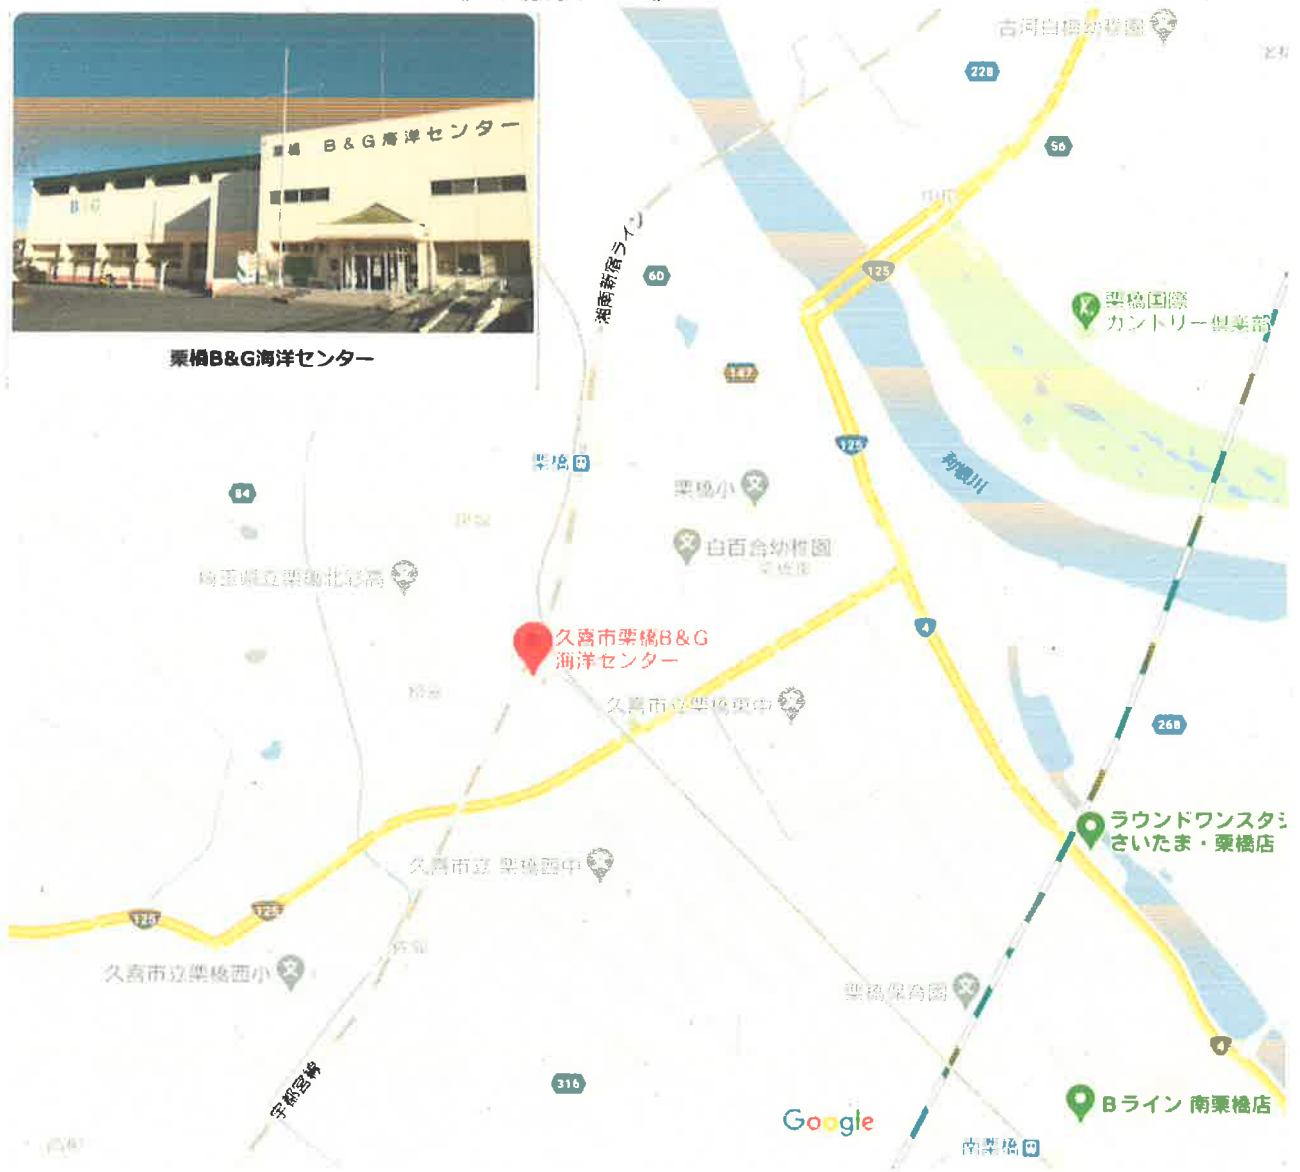 栗橋 B&G海洋センター
B G
栗橋B&G海洋センター
古河白梅幼稚園
228
56
中田
湘南新宿ライン
60
125
栗橋国際
カントリー倶楽部
147
125
栗橋
利根川
84
栗橋小
伊坂
白百合幼稚園
埼玉県立栗橋北彩高
久喜市栗橋B&G
海洋センター
4
久喜市立栗橋東中
268
ラウンドワンスタジ
さいたま・栗橋店
久喜市立 栗橋西中
125
125
佐間
久喜市立栗橋西小
栗橋保育園
4
宇都宮線
316
Google
Bライン 南栗橋店
南栗橋